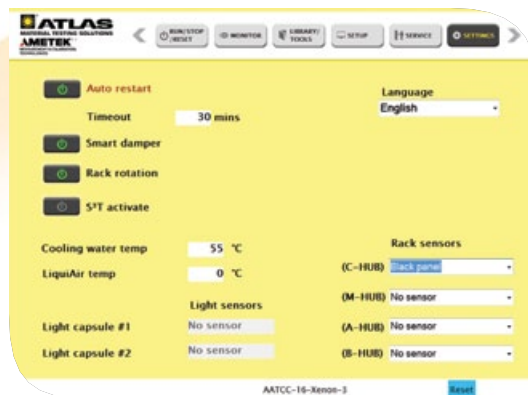 ATLAS
MATERIAL TESTING SOLUTIONS
AMETEK
RUN/STOP /RESET
MONITOR
LIBRARY/ TOOLS
SETUP
SERVICE
SETTINGS
Auto restart
Language
Timeout 30 mins
English
Smart damper
Rack rotation
S³T activate
Cooling water temp 55 °C
Rack sensors
LiquiAir temp 0 °C
(C-HUB) Black panel
Light sensors
(M-HUB) No sensor
Light capsule #1 No sensor
(A-HUB) No sensor
Light capsule #2 No sensor
(B-HUB) No sensor
AATCC-16-Xenon-3
Reset